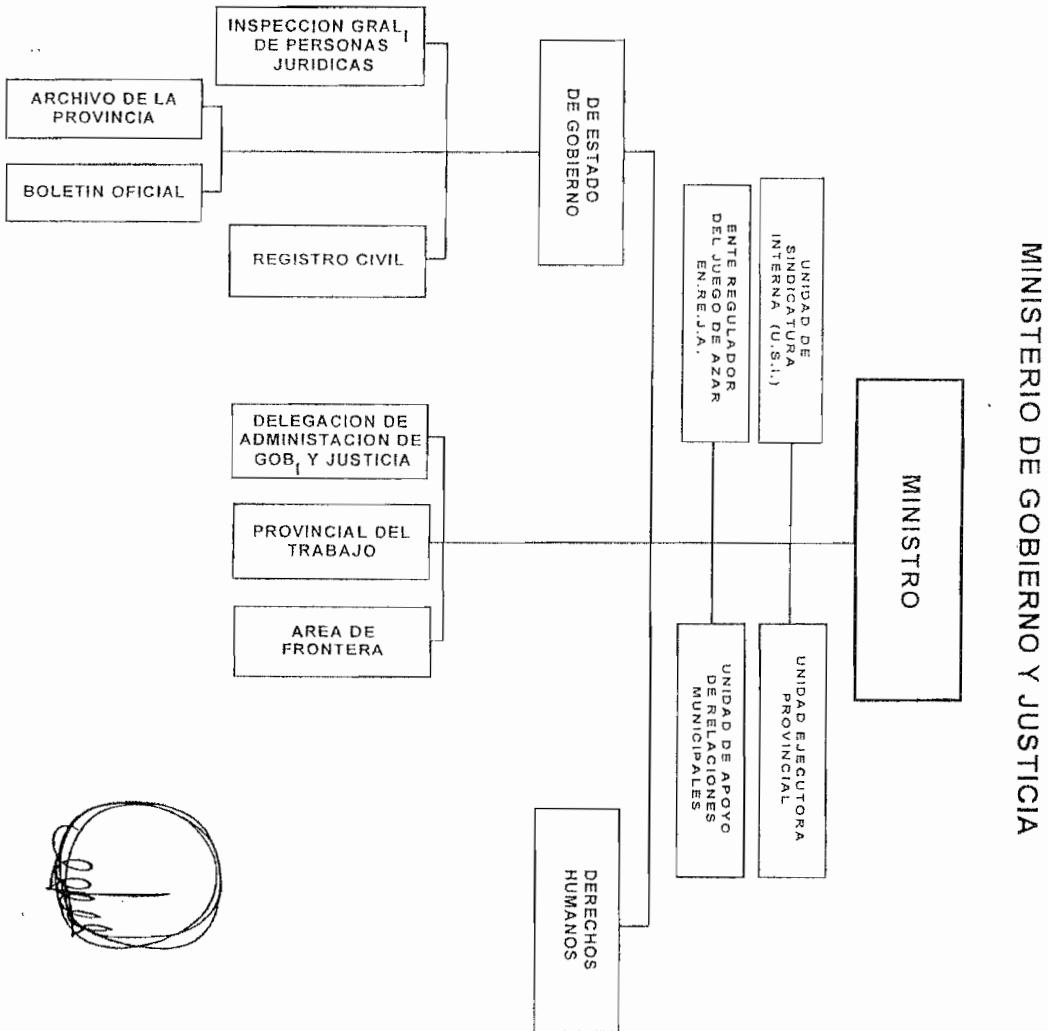 MINISTERIO DE GOBIERNO Y JUSTICIA
MINISTRO
UNIDAD DE
SINDICATURA
INTERNA (U.S.I.)
UNIDAD EJECUTORA
PROVINCIAL
ENTE REGULADOR
DEL JUEGO DE AZAR
EN.RE.J.A.
UNIDAD DE APOYO
DE RELACIONES
MUNICIPALES
DE ESTADO
DE GOBIERNO
DERECHOS
HUMANOS
INSPECCION GRAL
DE PERSONAS
JURIDICAS
REGISTRO CIVIL
ARCHIVO DE LA
PROVINCIA
BOLETIN OFICIAL
DELEGACION DE
ADMINISTACION DE
GOB Y JUSTICIA
PROVINCIAL DEL
TRABAJO
AREA DE
FRONTERA